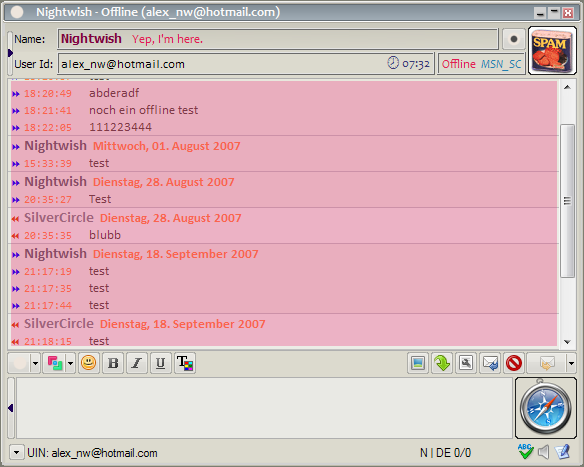 Nightwish - Offline (alex_nw@hotmail.com)
Name: Nightwish Yep, I'm here.
SPAM
User Id: alex_nw@hotmail.com 07:32 Offline MSN_SC
18:20:49 abderadf
18:21:41 noch ein offline test
18:22:05 111223444
Nightwish Mittwoch, 01. August 2007
15:33:39 test
Nightwish Dienstag, 28. August 2007
20:35:27 Test
SilverCircle Dienstag, 28. August 2007
20:35:35 blubb
Nightwish Dienstag, 18. September 2007
21:17:19 test
21:17:35 test
21:17:44 test
SilverCircle Dienstag, 18. September 2007
21:18:15 test
B I U T
UIN: alex_nw@hotmail.com N | DE 0/0 ABC